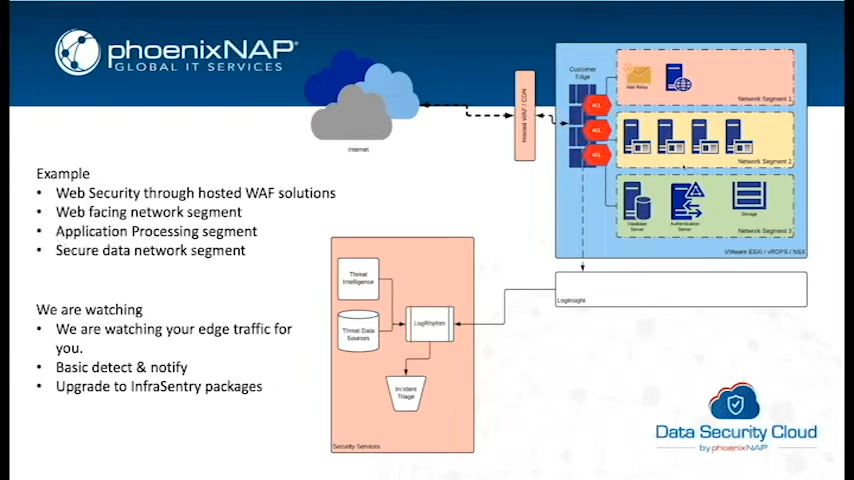 phoenixNAP®
GLOBAL IT SERVICES
Internet
Hosted WAF / CDN
Customer
Edge
ACL
ACL
ACL
Mail Relay
Network Segment 1
Network Segment 2
Database
Server
Authentication
Server
Storage
Network Segment 3
VMware ESXi / vROPS / NSX
LogInsight
Example
• Web Security through hosted WAF solutions
• Web facing network segment
• Application Processing segment
• Secure data network segment
We are watching
• We are watching your edge traffic for
you.
• Basic detect & notify
• Upgrade to InfraSentry packages
Threat
Intelligence
Threat Data
Sources
LogRhythm
Incident
Triage
Security Services
Data Security Cloud
by phoenixNAP